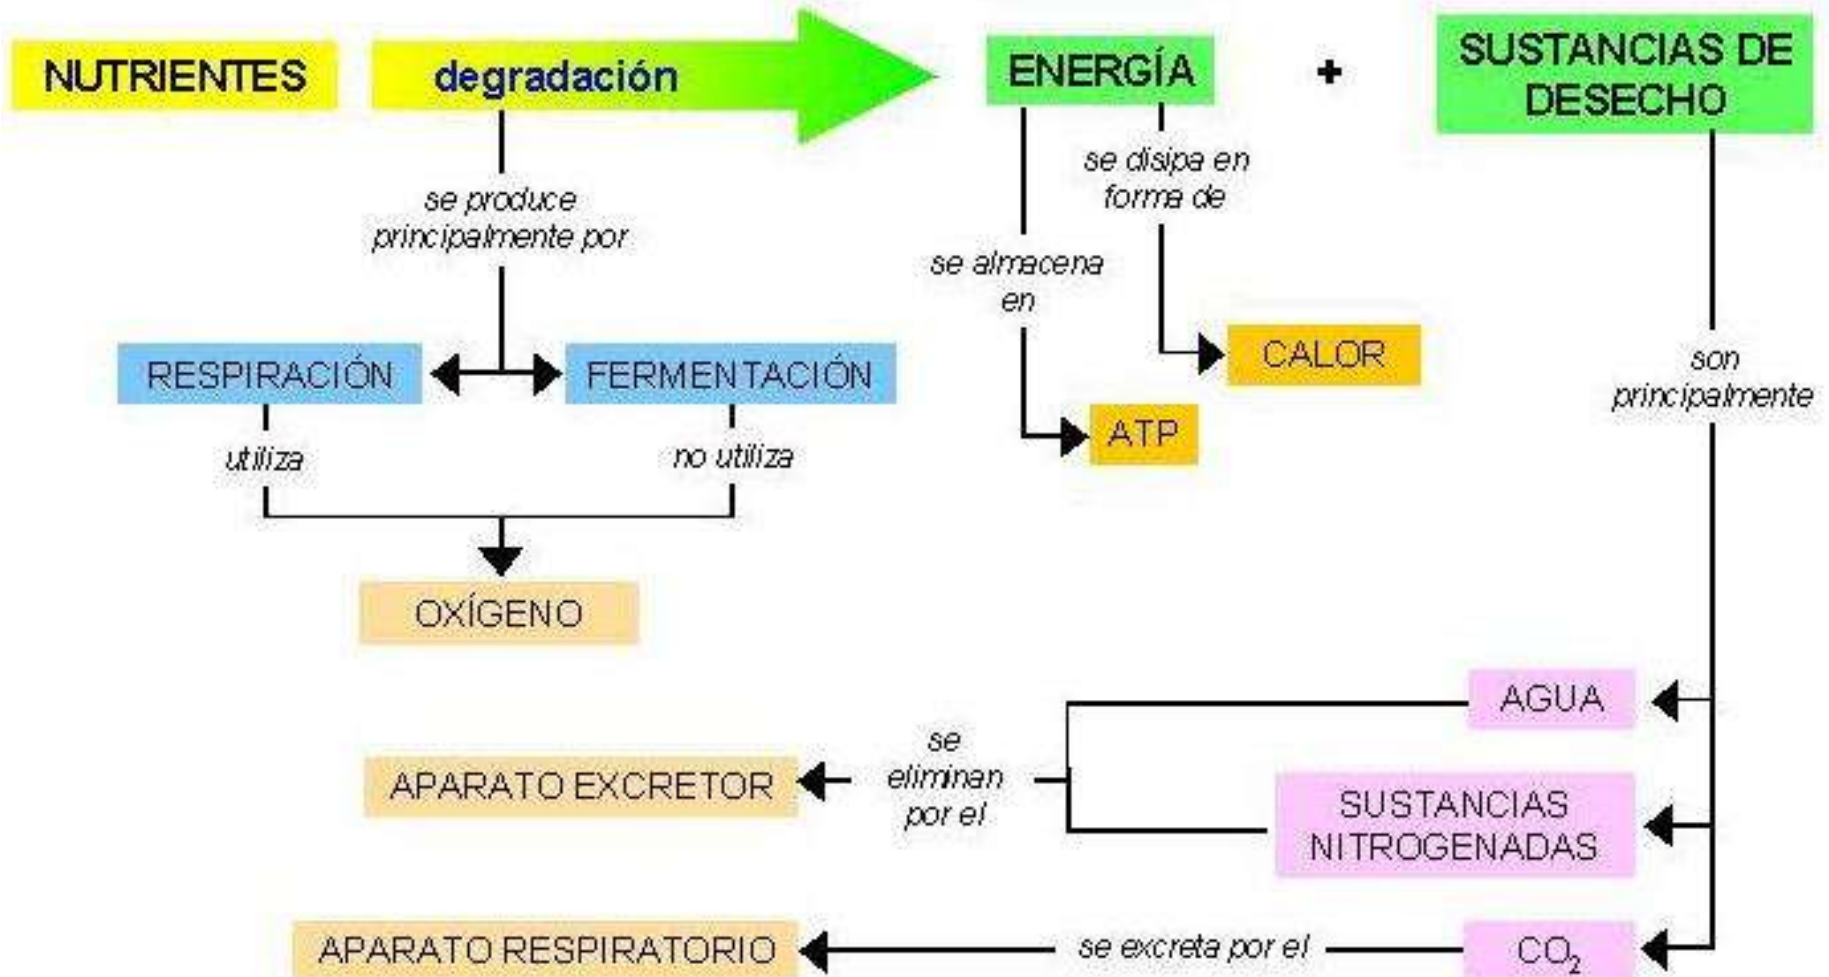 NUTRIENTES
degradación
ENERGÍA
+
SUSTANCIAS DE
DESECHO
se produce
principalmente por
se disipa en
forma de
se almacena
en
RESPIRACIÓN
FERMENTACIÓN
CALOR
ATP
son
principalmente
utiliza
no utiliza
OXÍGENO
AGUA
SUSTANCIAS
NITROGENADAS
se
eliminan
por el
APARATO EXCRETOR
CO₂
se excreta por el
APARATO RESPIRATORIO